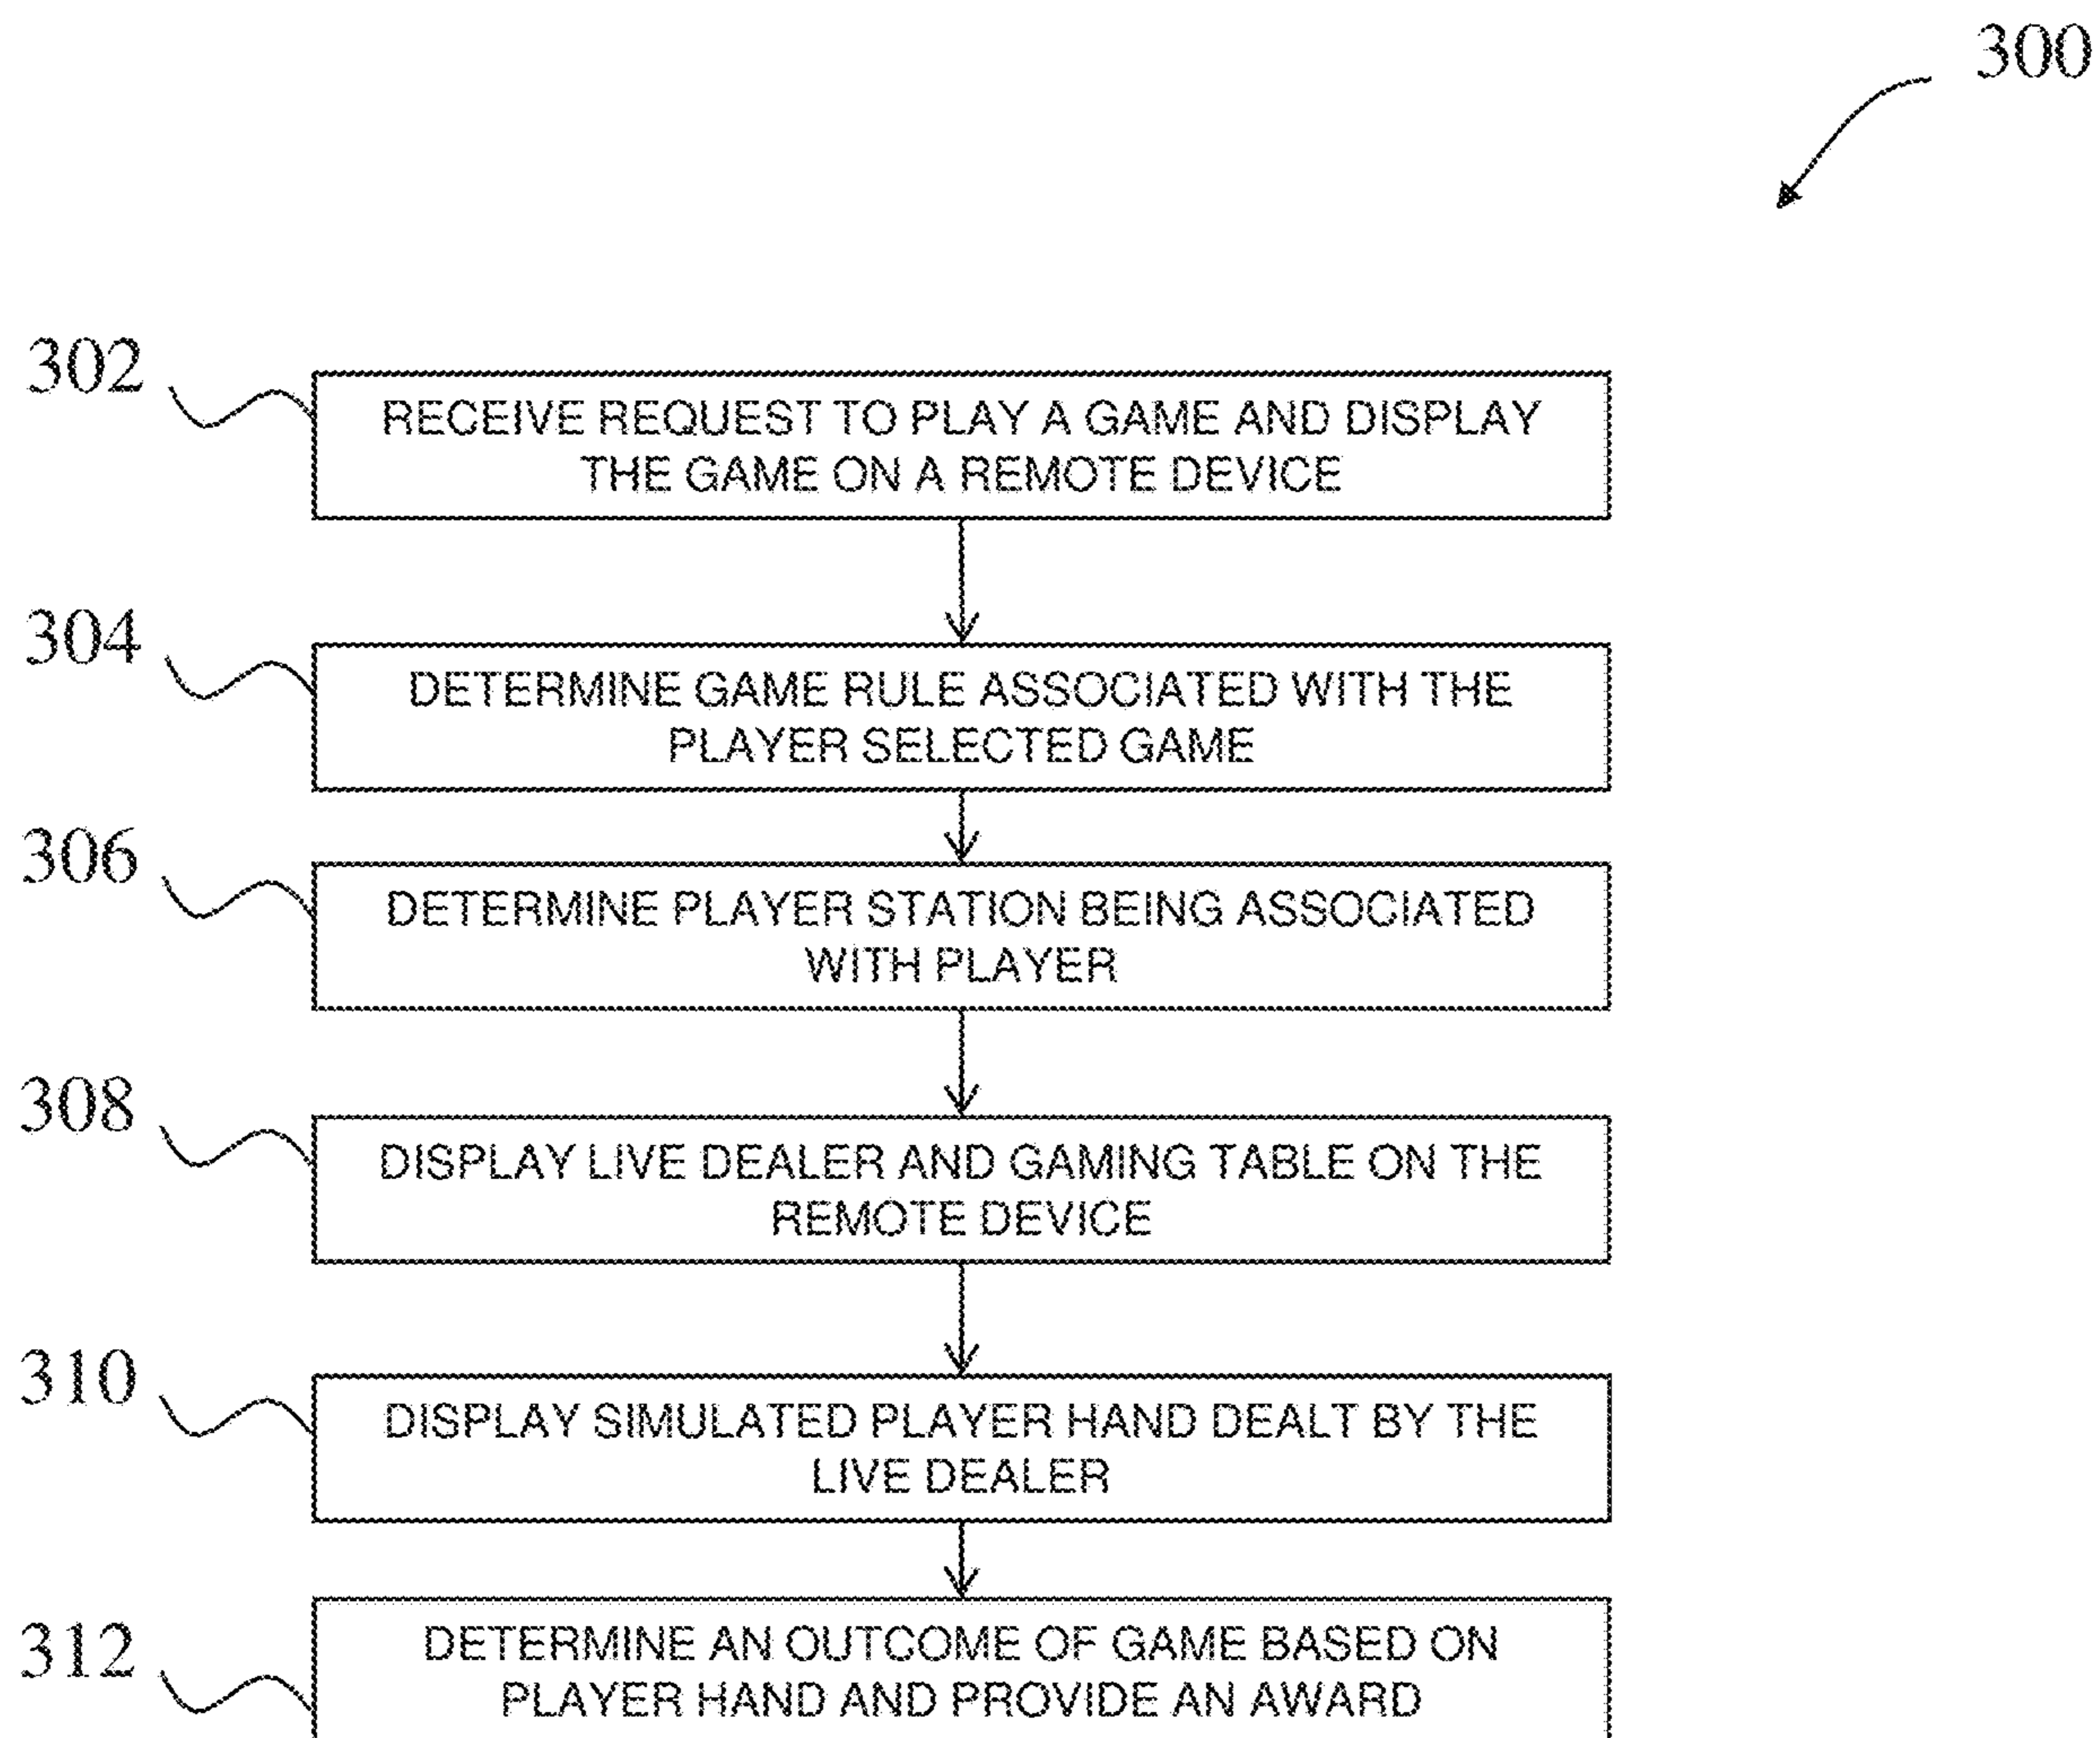 300
302
RECEIVE REQUEST TO PLAY A GAME AND DISPLAY
THE GAME ON A REMOTE DEVICE
304
DETERMINE GAME RULE ASSOCIATED WITH THE
PLAYER SELECTED GAME
306
DETERMINE PLAYER STATION BEING ASSOCIATED
WITH PLAYER
308
DISPLAY LIVE DEALER AND GAMING TABLE ON THE
REMOTE DEVICE
310
DISPLAY SIMULATED PLAYER HAND DEALT BY THE
LIVE DEALER
312
DETERMINE AN OUTCOME OF GAME BASED ON
PLAYER HAND AND PROVIDE AN AWARD